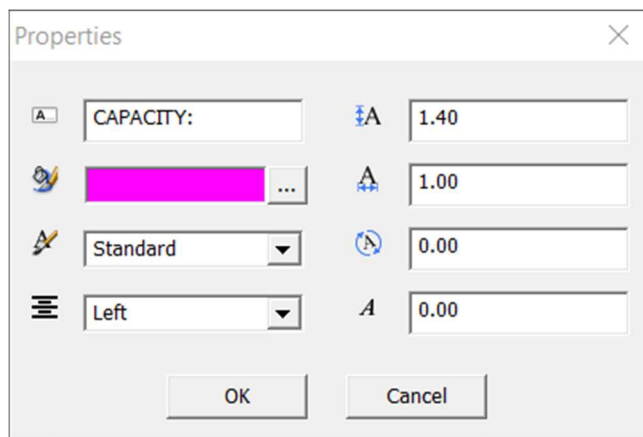 Properties
CAPACITY:
1.40
...
1.00
Standard
0.00
Left
0.00
OK
Cancel